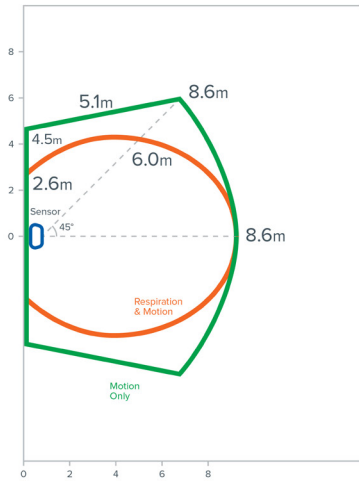 8
6
4
2
0
5.1m
8.6m
4.5m
6.0m
2.6m
Sensor
45°
8.6m
Respiration
& Motion
Motion
Only
0 2 4 6 8